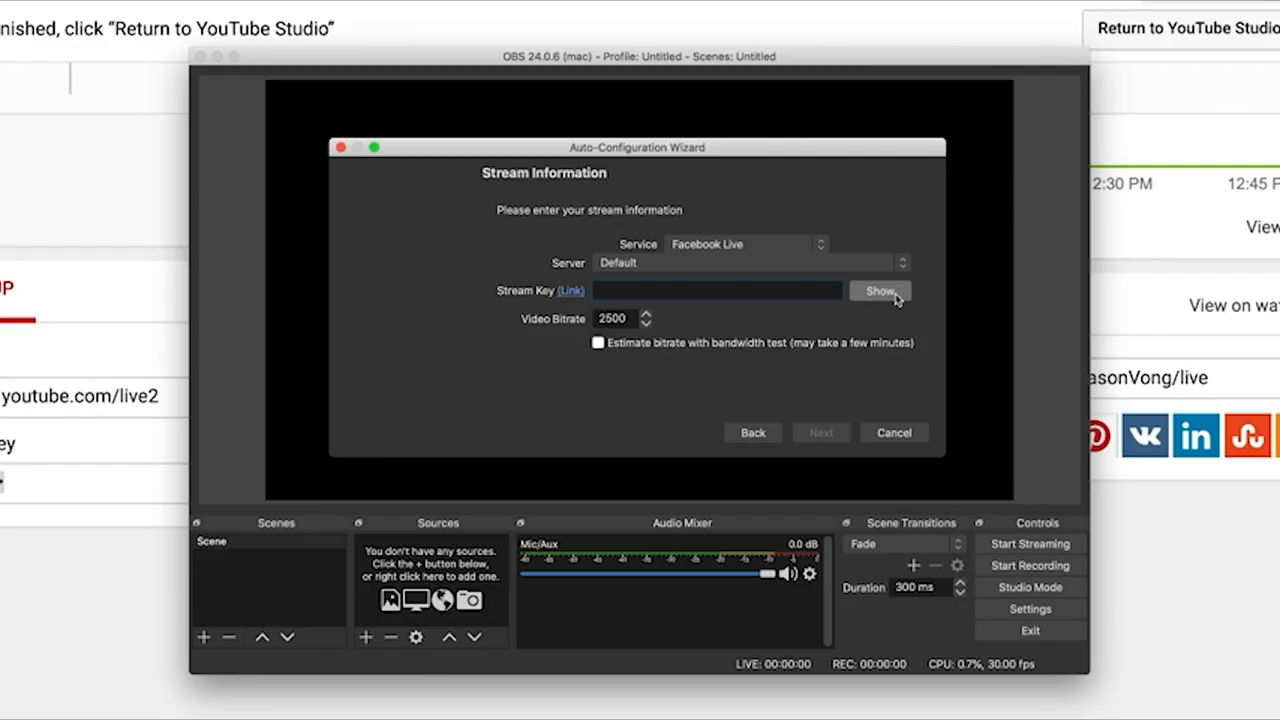 nished, click “Return to YouTube Studio”
Return to YouTube Studio
OBS 24.0.6 (mac) - Profile: Untitled - Scenes: Untitled
Auto-Configuration Wizard
Stream Information
Please enter your stream information
Service Facebook Live
Server Default
Stream Key (Link) Show
Video Bitrate 2500
Estimate bitrate with bandwidth test (may take a few minutes)
Back Next Cancel
2:30 PM 12:45 P
View
UP
View on wat
youtube.com/live2
asonVong/live
ey
in
Scenes Sources Audio Mixer Scene Transitions Controls
Scene
You don't have any sources.
Click the + button below,
or right click here to add one.
Mic/Aux 0.0 dB
Fade
Duration 300 ms
Start Streaming
Start Recording
Studio Mode
Settings
Exit
LIVE: 00:00:00 REC: 00:00:00 CPU: 0.7%, 30.00 fps